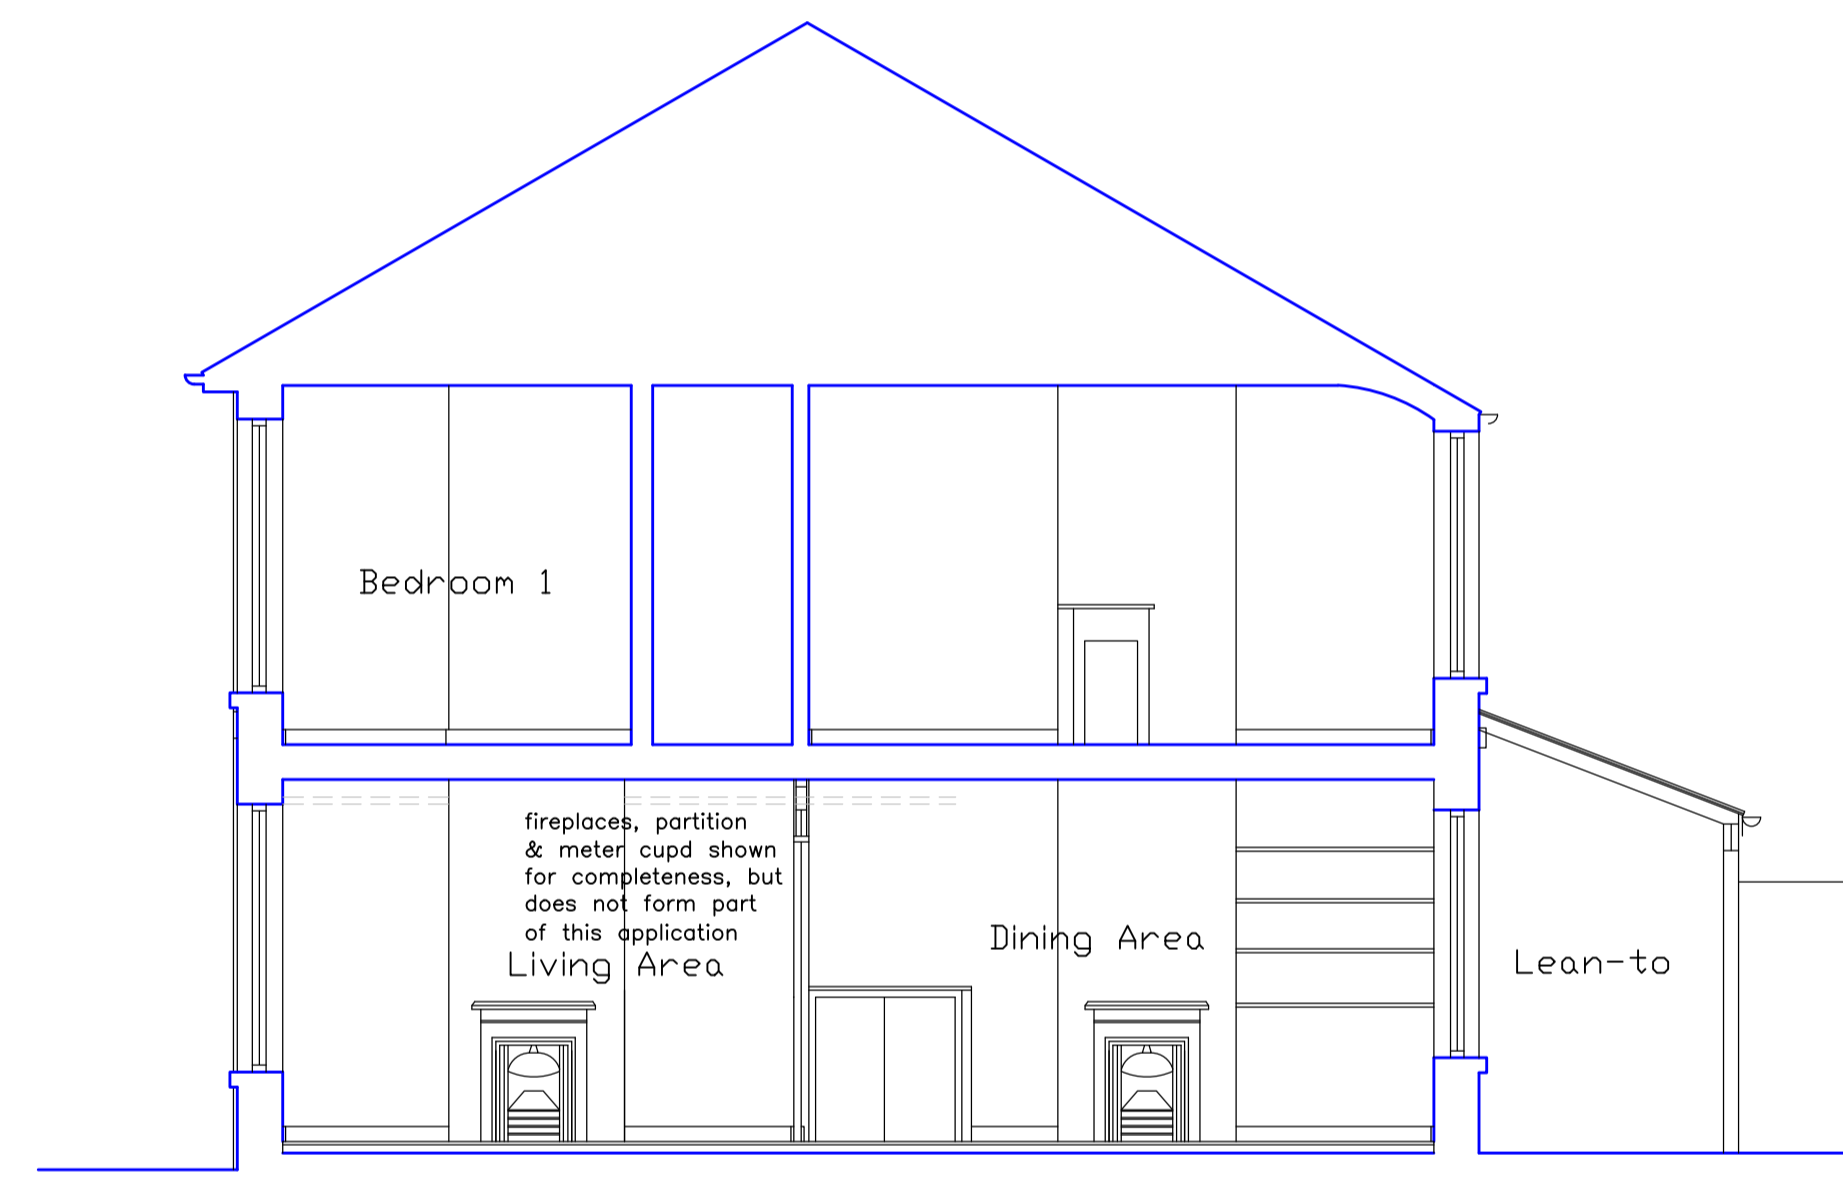 Bedroom 1
fireplaces, partition
& meter cupd shown
for completeness, but
does not form part
of this application
Living Area
Dining Area
Lean-to